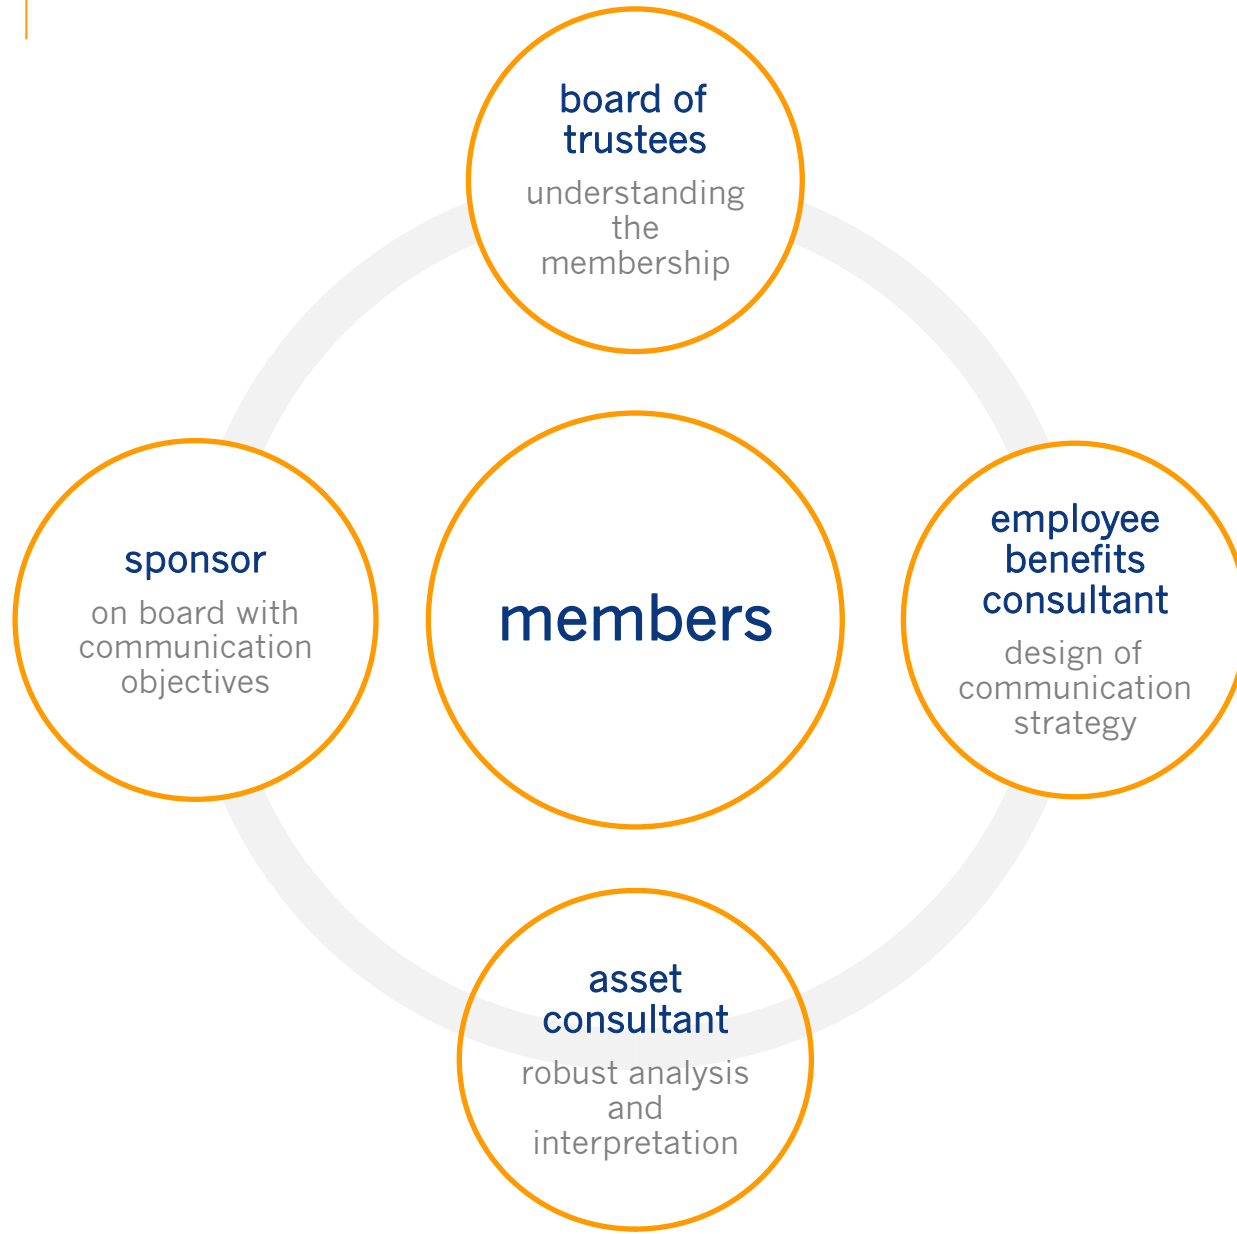 board of
trustees
understanding
the
membership
sponsor
on board with
communication
objectives
members
employee
benefits
consultant
design of
communication
strategy
asset
consultant
robust analysis
and
interpretation